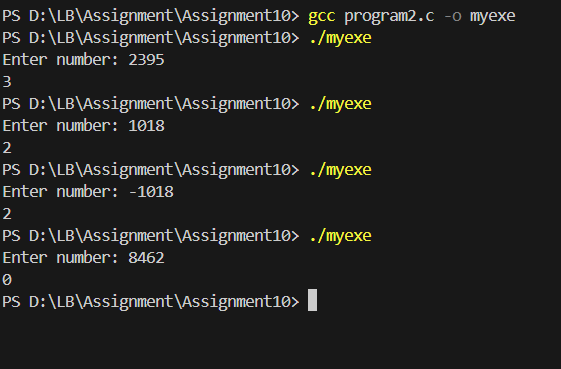 PS D:\LB\Assignment\Assignment10> gcc program2.c -o myexe
PS D:\LB\Assignment\Assignment10> ./myexe
Enter number: 2395
3
PS D:\LB\Assignment\Assignment10> ./myexe
Enter number: 1018
2
PS D:\LB\Assignment\Assignment10> ./myexe
Enter number: -1018
2
PS D:\LB\Assignment\Assignment10> ./myexe
Enter number: 8462
0
PS D:\LB\Assignment\Assignment10>